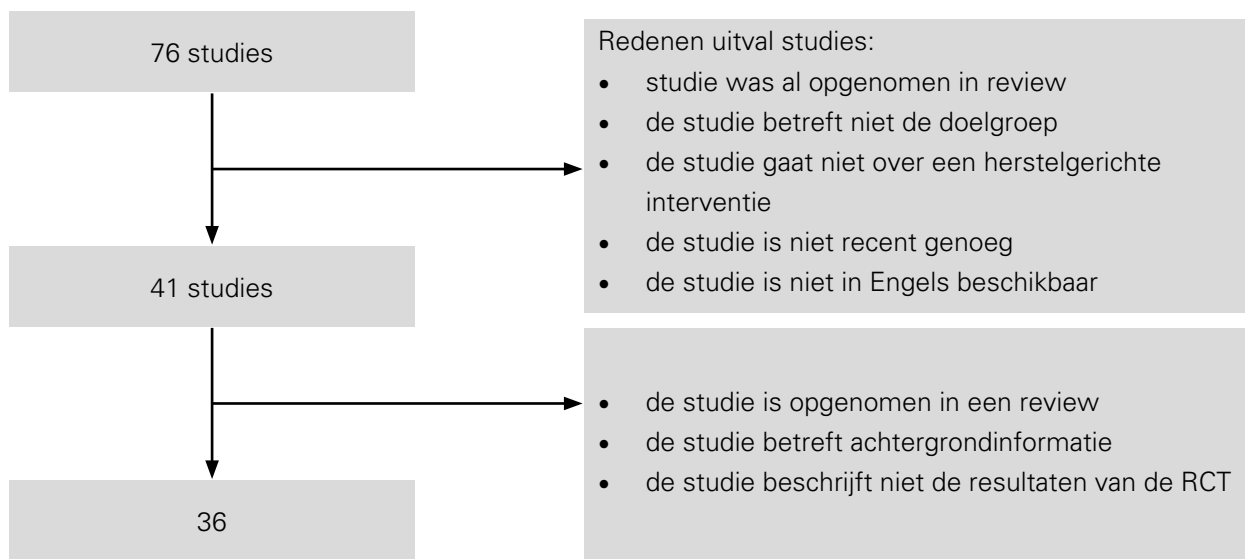 76 studies
Redenen uitval studies:
• studie was al opgenomen in review
• de studie betreft niet de doelgroep
• de studie gaat niet over een herstelgerichte
interventie
• de studie is niet recent genoeg
• de studie is niet in Engels beschikbaar
41 studies
• de studie is opgenomen in een review
• de studie betreft achtergrondinformatie
• de studie beschrijft niet de resultaten van de RCT
36